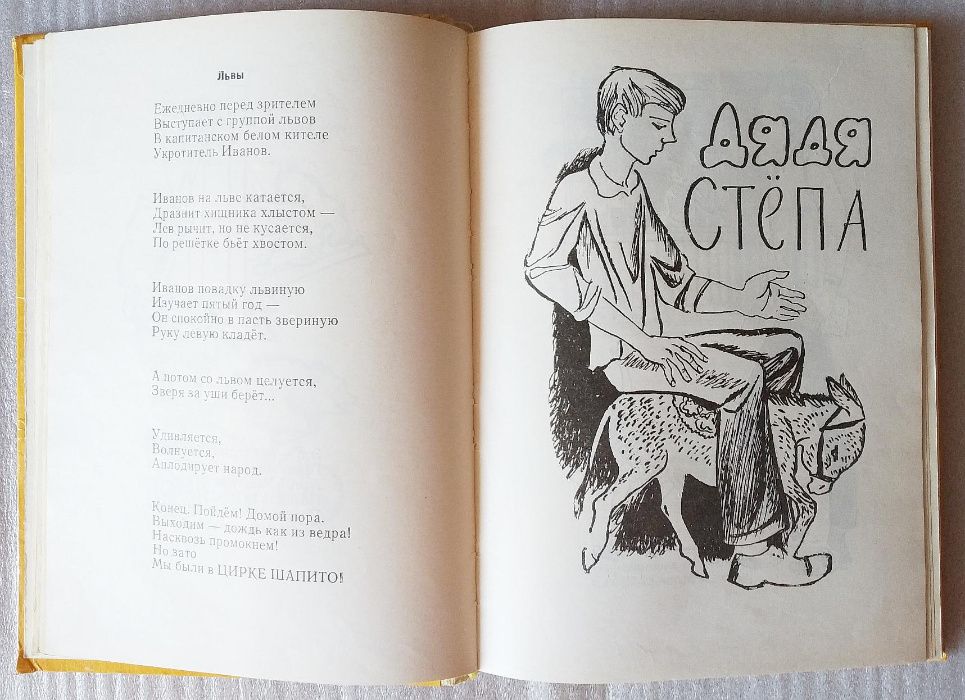 Львы
Ежедневно перед зрителем
Выступает с группой львов
В капитанском белом кителе
Укротитель Иванов.
Иванов на льве катается,
Дразнит хищника хлыстом —
Лев рычит, но не кусается,
По решётке бьёт хвостом.
Иванов повадку львиную
Изучает пятый год —
Он спокойно в пасть звериную
Руку левую кладёт.
А потом со львом целуется,
Зверя за уши берёт...
Удивляется,
Волнуется,
Аплодирует народ.
Конец. Пойдём! Домой пора.
Выходим — дождь как из ведра!
Насквозь промокнем!
Но зато
Мы были в ЦИРКЕ ШАПИТО!
ДЯДЯ
СТЁПА